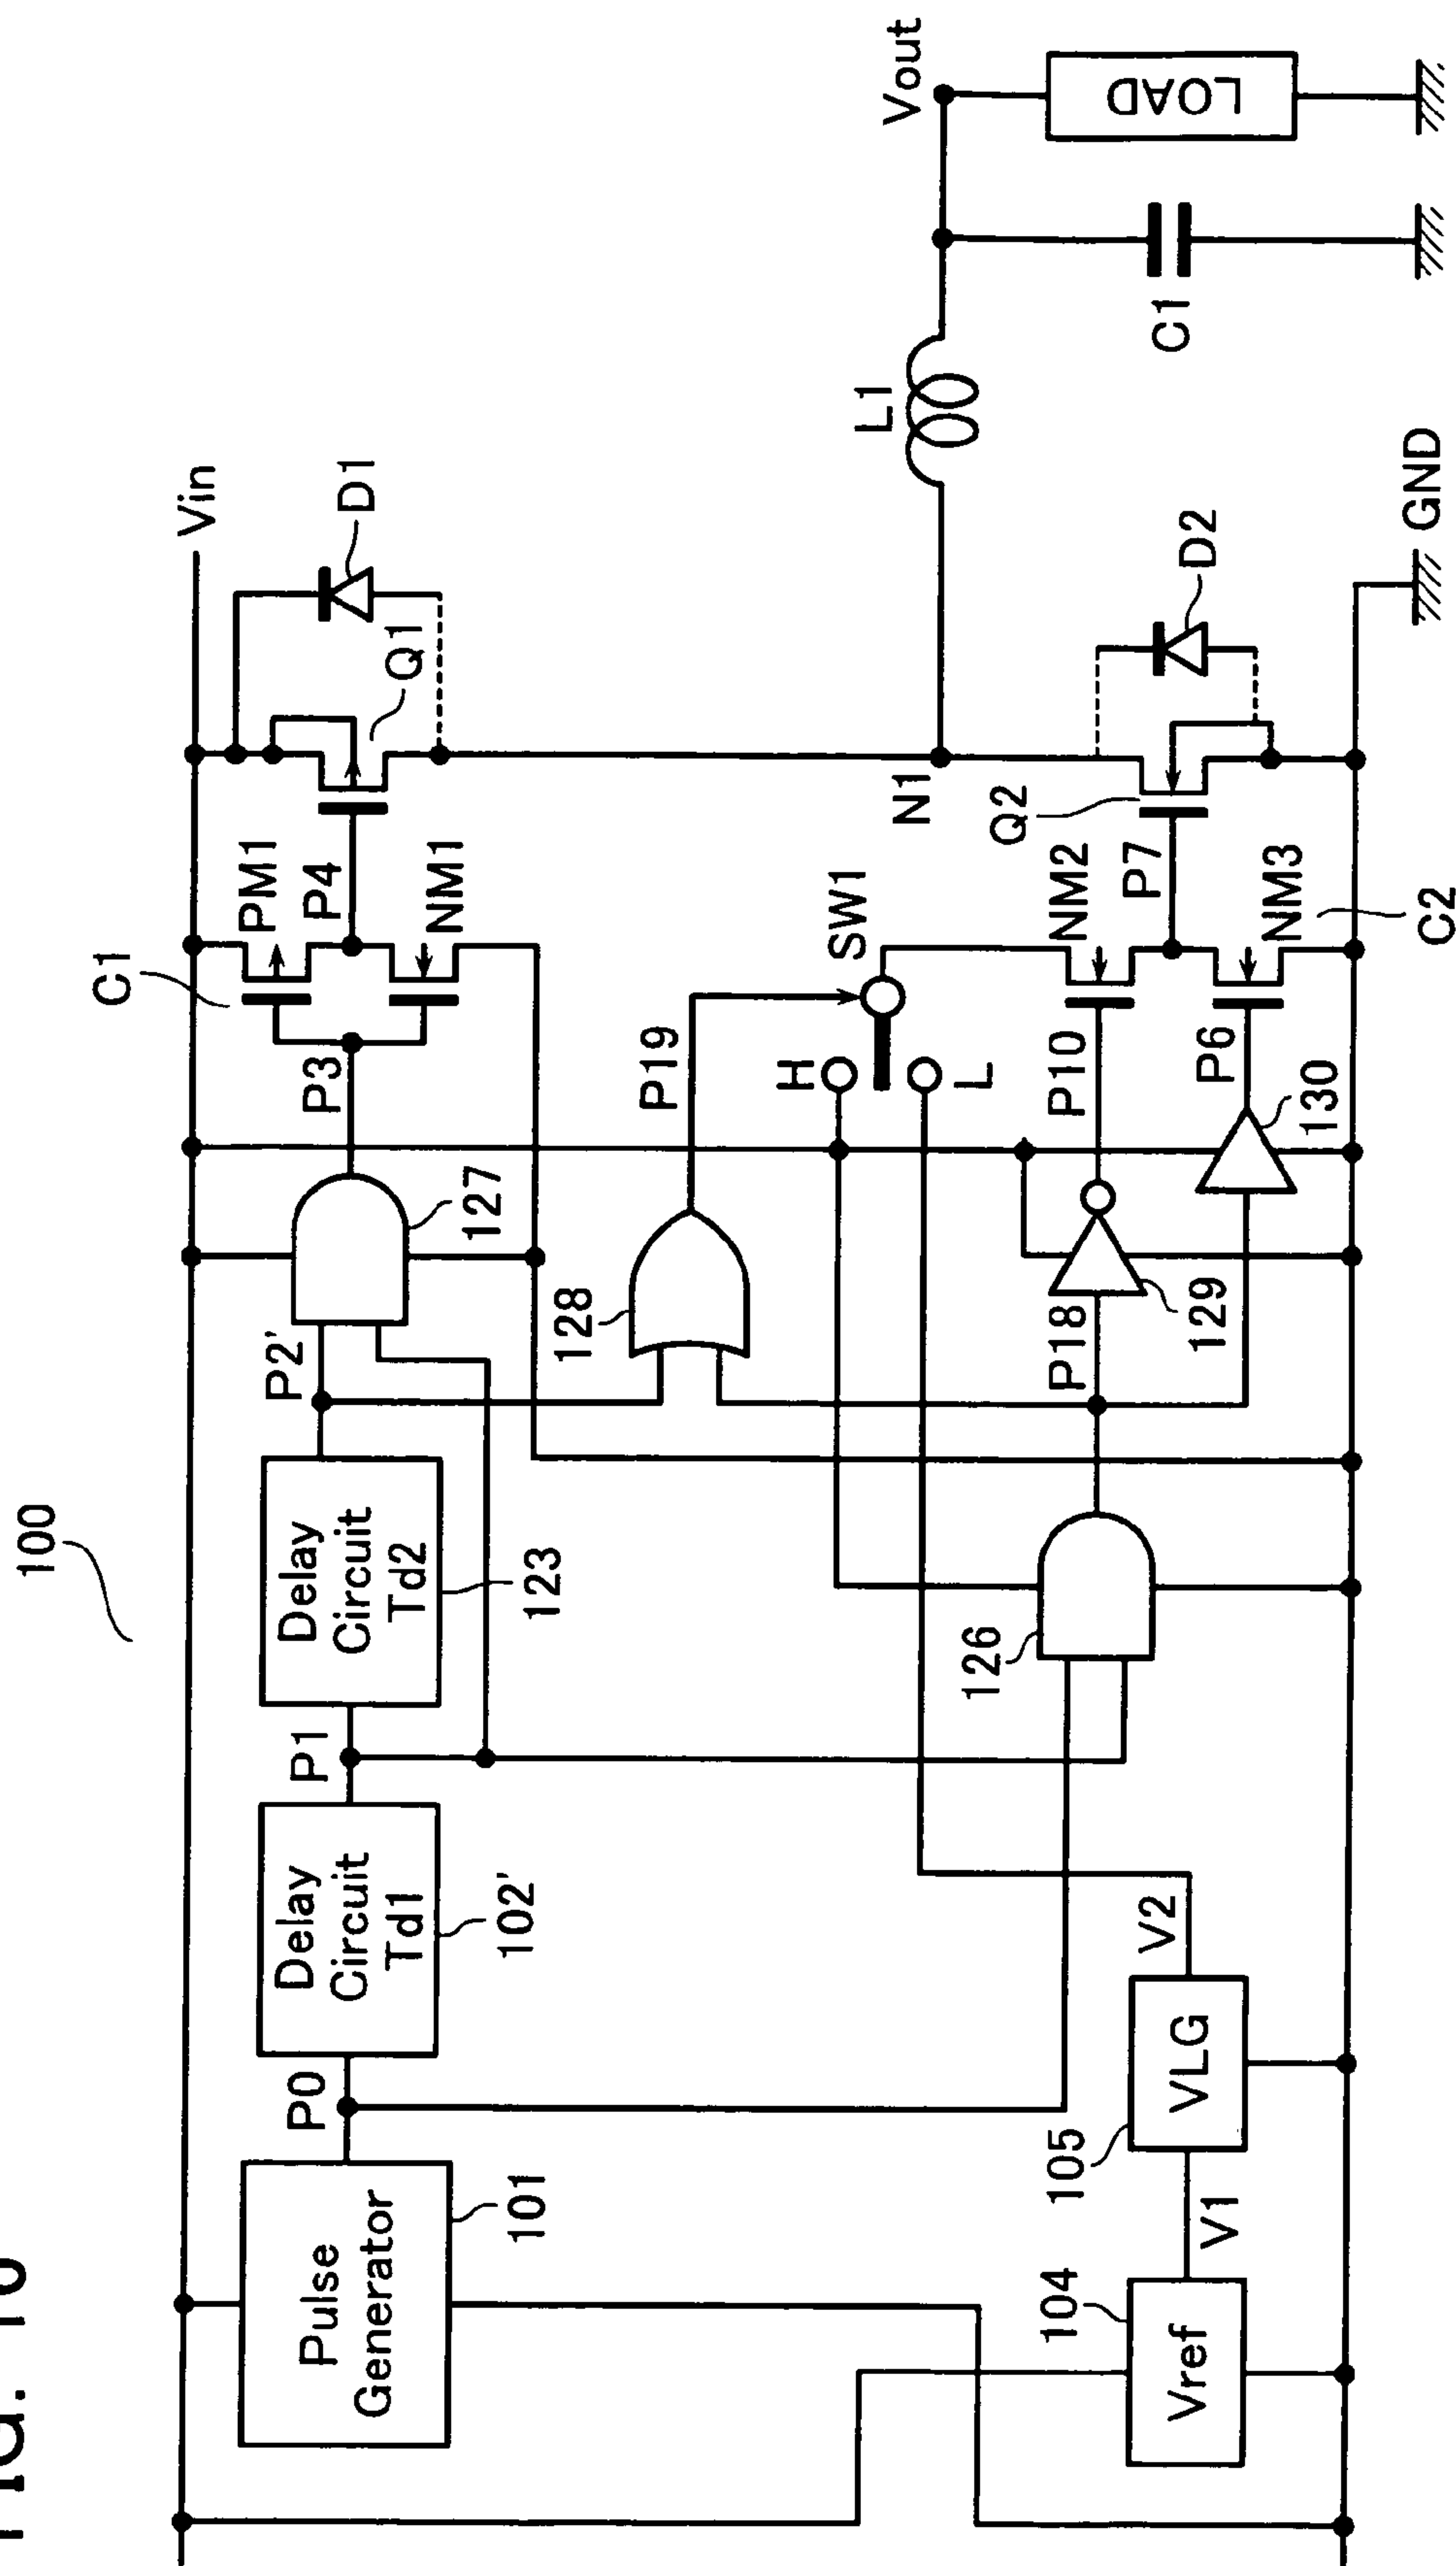 100
Vin
Pulse
Generator
101
P0
Delay
Circuit
Td1
102'
P1
Delay
Circuit
Td2
123
P2'
127
P3
C1
PM1
P4
NM1
Q1
D1
128
P19
SW1
H
L
N1
L1
Vout
LOAD
C1
Vref
104
V1
VLG
105
V2
126
P18
129
P10
130
P6
NM2
P7
NM3
C2
Q2
D2
GND